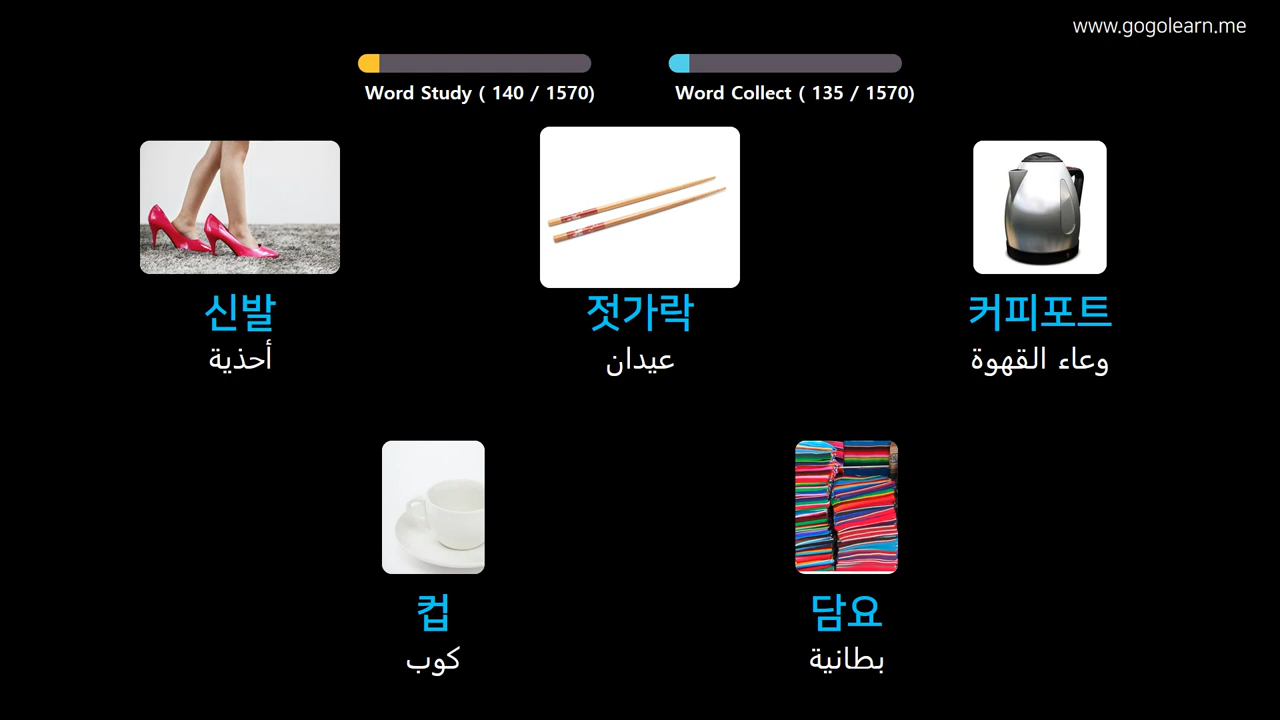 www.gogolearn.me
Word Study ( 140 / 1570)
Word Collect ( 135 / 1570)
신발
أحذية
젓가락
عيدان
커피포트
وعاء القهوة
컵
كوب
담요
بطانية